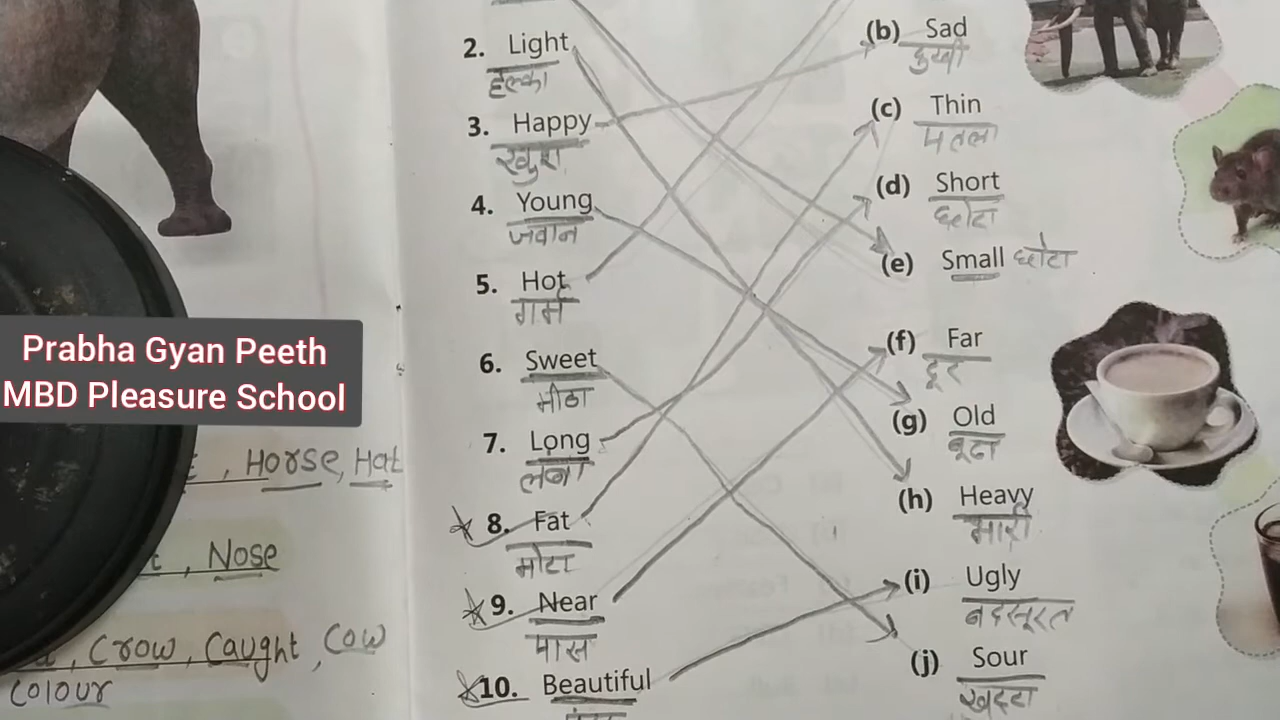 2. Light
हल्का
3. Happy
खुश
4. Young
जवान
5. Hot
गर्म
6. Sweet
मीठा
7. Long
लंबा
8. Fat
मोटा
9. Near
पास
10. Beautiful
(b) Sad
दुखी
(c) Thin
पतला
(d) Short
छोटा
(e) Small छोटा
(f) Far
दूर
(g) Old
बूढा
(h) Heavy
भारी
(i) Ugly
बदसूरत
(j) Sour
खट्टा
Prabha Gyan Peeth
MBD Pleasure School
, Horse, Hat
, Nose
, Crow, Caught, Cow
Colour